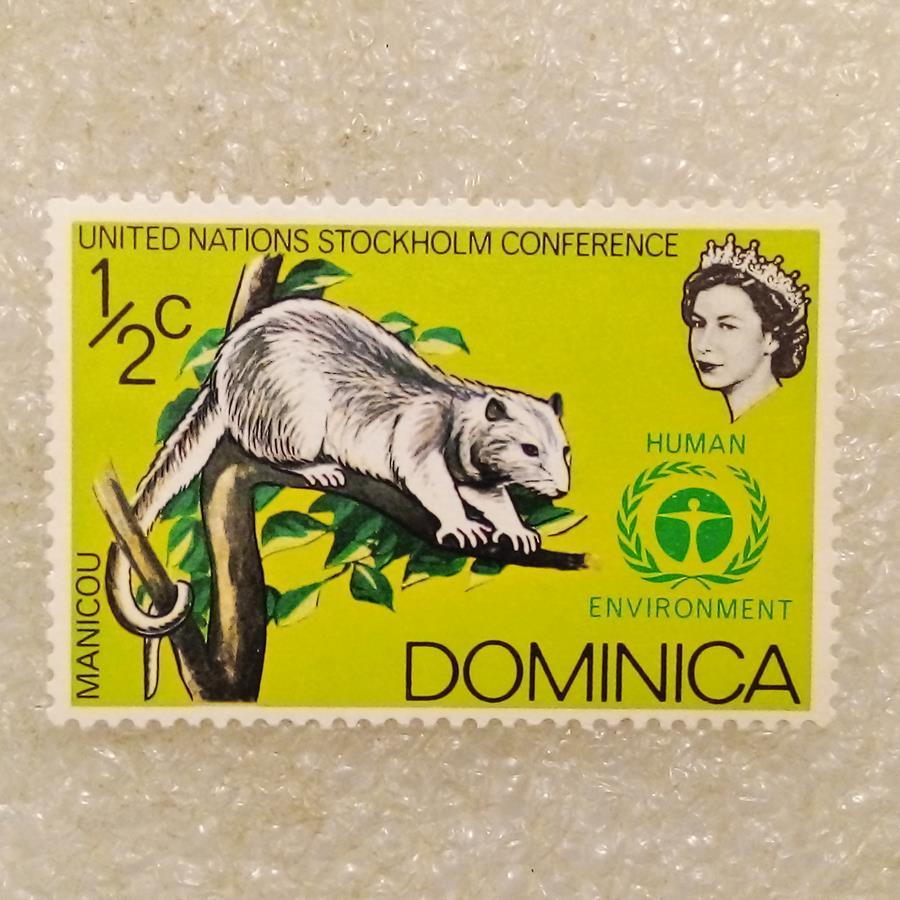 UNITED NATIONS STOCKHOLM CONFERENCE
½c
HUMAN
ENVIRONMENT
MANICOU
DOMINICA